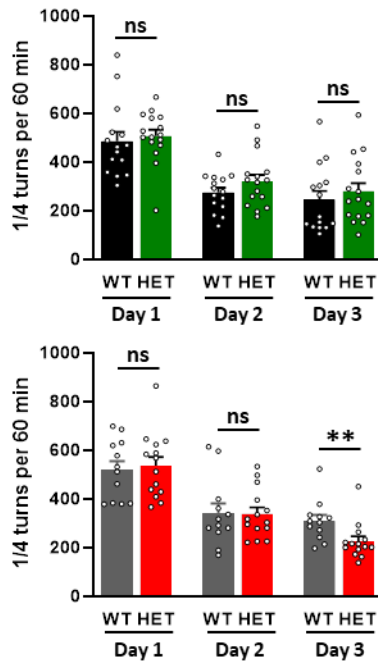 ns
ns
ns
1/4 turns per 60 min
1000
800
600
400
200
0
WT HET WT HET WT HET
Day 1 Day 2 Day 3
ns
ns
**
1/4 turns per 60 min
1000
800
600
400
200
0
WT HET WT HET WT HET
Day 1 Day 2 Day 3